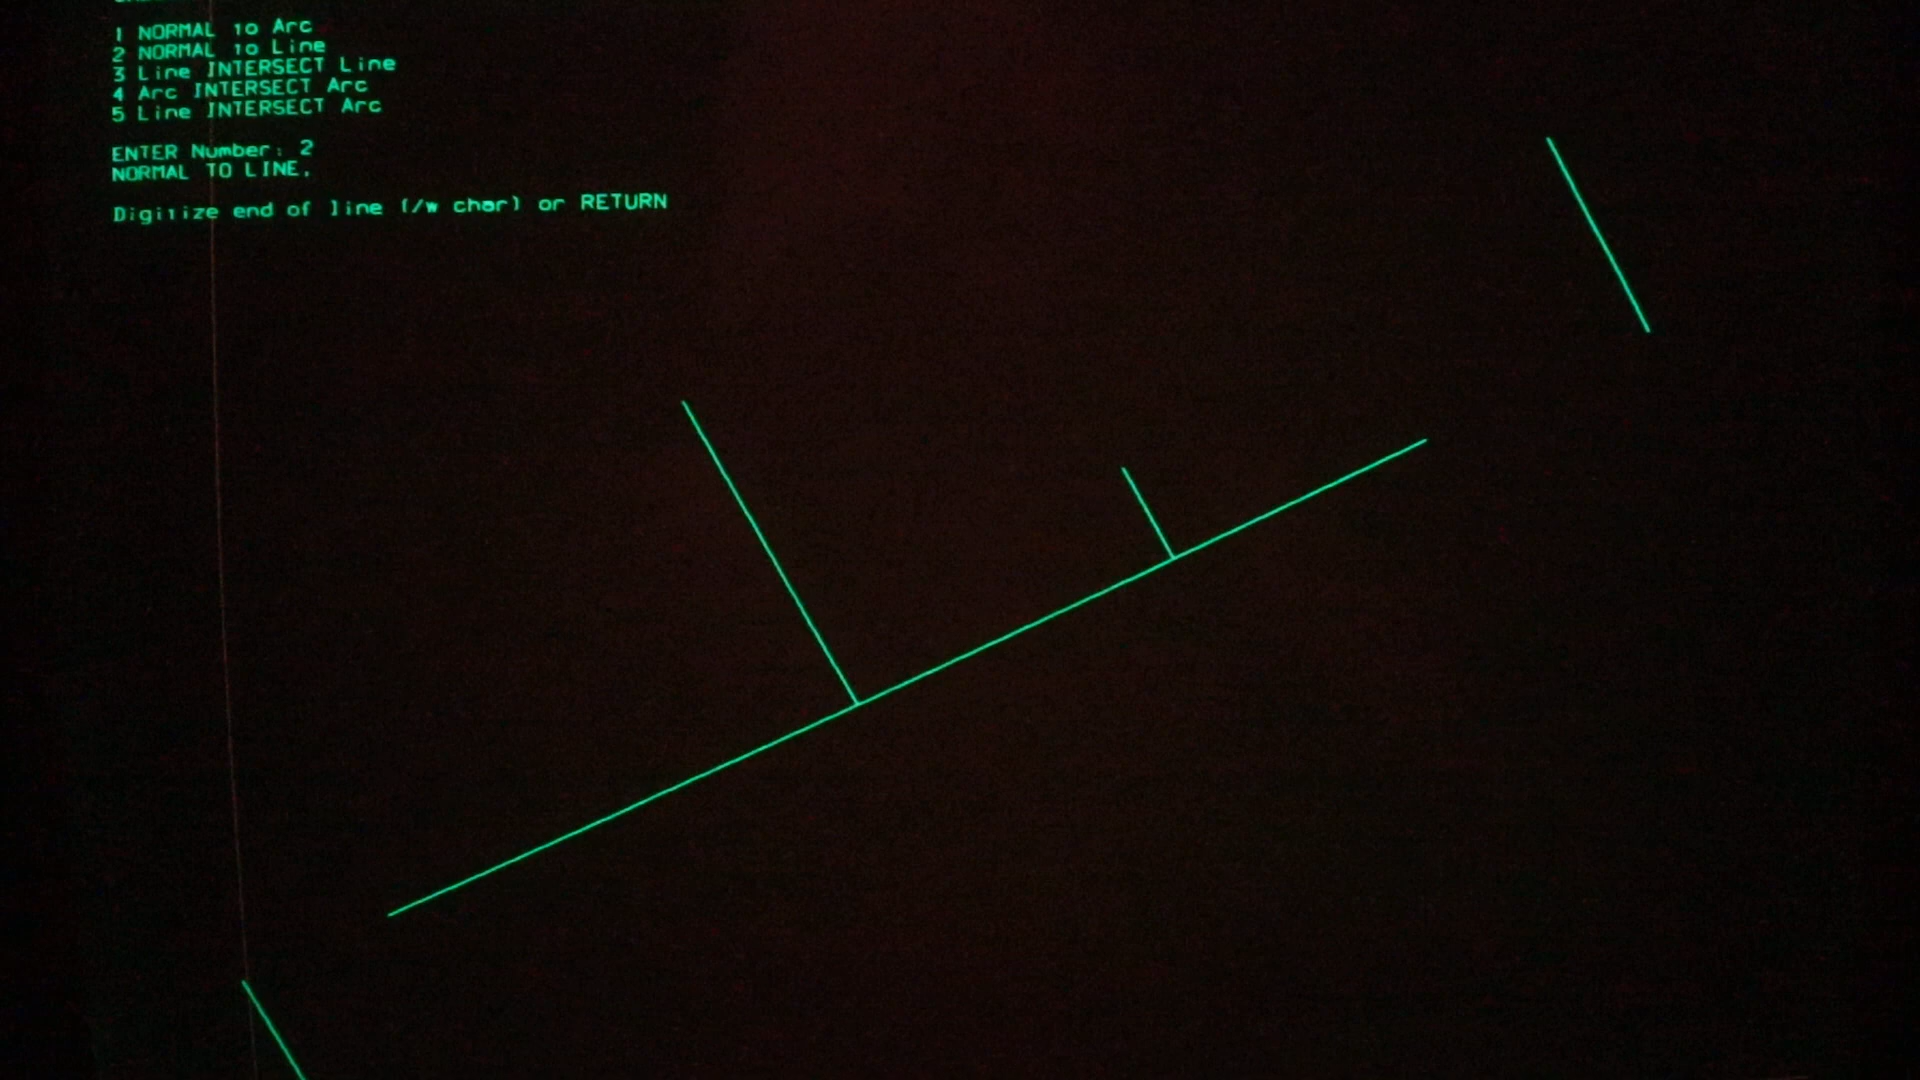 1 NORMAL to Arc
2 NORMAL to Line
3 Line INTERSECT Line
4 Arc INTERSECT Arc
5 Line INTERSECT Arc
ENTER Number: 2
NORMAL TO LINE.
Digitize end of line (/w char) or RETURN